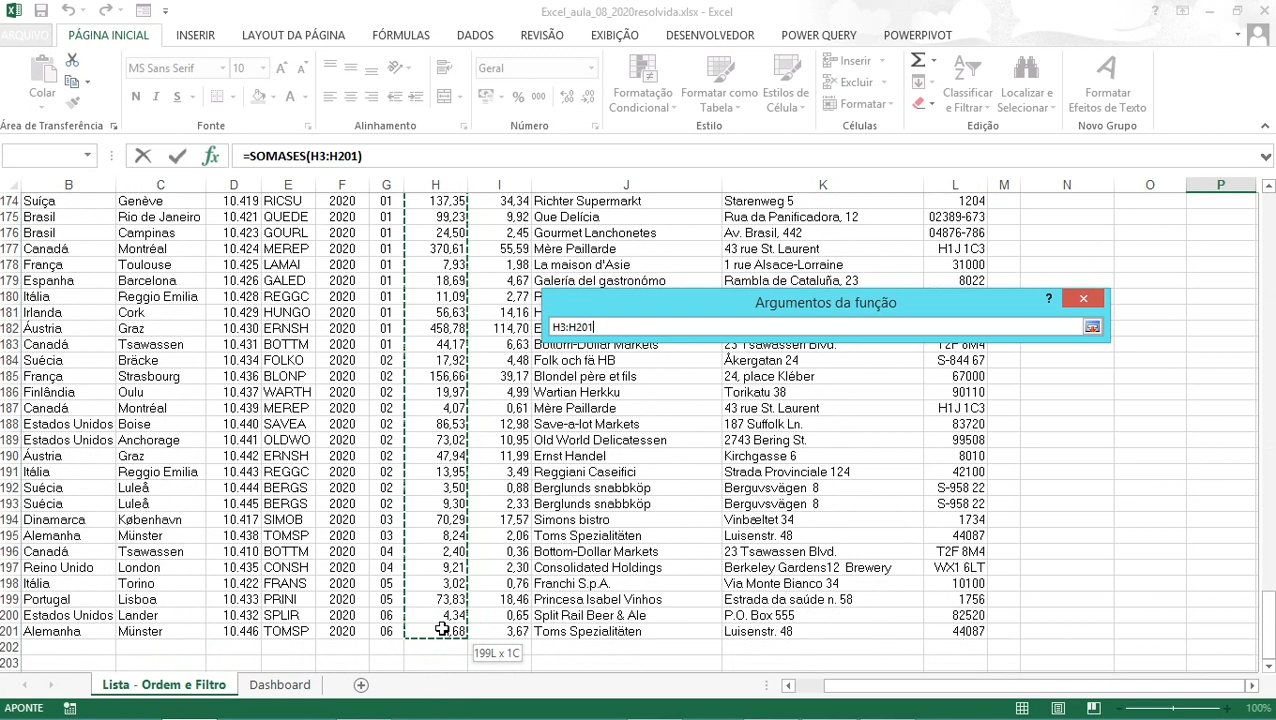 Excel_aula_08_2020resolvida.xlsx - Excel
ARQUIVO PÁGINA INICIAL INSERIR LAYOUT DA PÁGINA FÓRMULAS DADOS REVISÃO EXIBIÇÃO DESENVOLVEDOR POWER QUERY POWERPIVOT
Colar
MS Sans Serif 10
N I S
Geral
% 000
Formatação Condicional
Formatar como Tabela
Estilos de Célula
Inserir
Excluir
Formatar
Classificar e Filtrar
Localizar e Selecionar
Formatar Efeitos de Texto
Área de Transferência Fonte Alinhamento Número Estilo Células Edição Novo Grupo
=SOMASES(H3:H201)
B C D E F G H I J K L M N O P
174 Suíça Genève 10.419 RICSU 2020 01 137,35 34,34 Richter Supermarkt Starenweg 5 1204
175 Brasil Rio de Janeiro 10.421 QUEDE 2020 01 99,23 9,92 Que Delícia Rua da Panificadora, 12 02389-673
176 Brasil Campinas 10.423 GOURL 2020 01 24,50 2,45 Gourmet Lanchonetes Av. Brasil, 442 04876-786
177 Canadá Montréal 10.424 MEREP 2020 01 370,61 55,59 Mère Paillarde 43 rue St. Laurent H1J 1C3
178 França Toulouse 10.425 LAMAI 2020 01 7,93 1,98 La maison d'Asie 1 rue Alsace-Lorraine 31000
179 Espanha Barcelona 10.426 GALED 2020 01 18,69 4,67 Galería del gastronómo Rambla de Cataluña, 23 8022
180 Itália Reggio Emilia 10.428 REGGC 2020 01 11,09 2,77
181 Irlanda Cork 10.429 HUNGO 2020 01 56,63 14,16
182 Áustria Graz 10.430 ERNSH 2020 01 458,78 114,70
183 Canadá Tsawassen 10.431 BOTTM 2020 01 44,17 6,63 Bottom-Dollar Markets 23 Tsawassen Blvd. T2F 8M4
Argumentos da função ?
H3:H201
184 Suécia Bräcke 10.434 FOLKO 2020 02 17,92 4,48 Folk och fä HB Åkergatan 24 S-844 67
185 França Strasbourg 10.436 BLONP 2020 02 156,66 39,17 Blondel père et fils 24, place Kléber 67000
186 Finlândia Oulu 10.437 WARTH 2020 02 19,97 4,99 Wartian Herkku Torikatu 38 90110
187 Canadá Montréal 10.439 MEREP 2020 02 4,07 0,61 Mère Paillarde 43 rue St. Laurent H1J 1C3
188 Estados Unidos Boise 10.440 SAVEA 2020 02 86,53 12,98 Save-a-lot Markets 187 Suffolk Ln. 83720
189 Estados Unidos Anchorage 10.441 OLDWO 2020 02 73,02 10,95 Old World Delicatessen 2743 Bering St. 99508
190 Áustria Graz 10.442 ERNSH 2020 02 47,94 11,99 Ernst Handel Kirchgasse 6 8010
191 Itália Reggio Emilia 10.443 REGGC 2020 02 13,95 3,49 Reggiani Caseifici Strada Provinciale 124 42100
192 Suécia Luleå 10.444 BERGS 2020 02 3,50 0,88 Berglunds snabbköp Berguvsvägen 8 S-958 22
193 Suécia Luleå 10.445 BERGS 2020 02 9,30 2,33 Berglunds snabbköp Berguvsvägen 8 S-958 22
194 Dinamarca København 10.417 SIMOB 2020 03 70,29 17,57 Simons bistro Vinbæltet 34 1734
195 Alemanha Münster 10.438 TOMSP 2020 03 8,24 2,06 Toms Spezialitäten Luisenstr. 48 44087
196 Canadá Tsawassen 10.410 BOTTM 2020 04 2,40 0,36 Bottom-Dollar Markets 23 Tsawassen Blvd. T2F 8M4
197 Reino Unido London 10.435 CONSH 2020 04 9,21 2,30 Consolidated Holdings Berkeley Gardens12 Brewery WX1 6LT
198 Itália Torino 10.422 FRANS 2020 05 3,02 0,76 Franchi S.p.A. Via Monte Bianco 34 10100
199 Portugal Lisboa 10.433 PRINI 2020 05 73,83 18,46 Princesa Isabel Vinhos Estrada da saúde n. 58 1756
200 Estados Unidos Lander 10.432 SPLIR 2020 06 4,34 0,65 Split Rail Beer & Ale P.O. Box 555 82520
201 Alemanha Münster 10.446 TOMSP 2020 06 ,68 3,67 Toms Spezialitäten Luisenstr. 48 44087
202
199L x 1C
203
Lista - Ordem e Filtro Dashboard
APONTE 100%